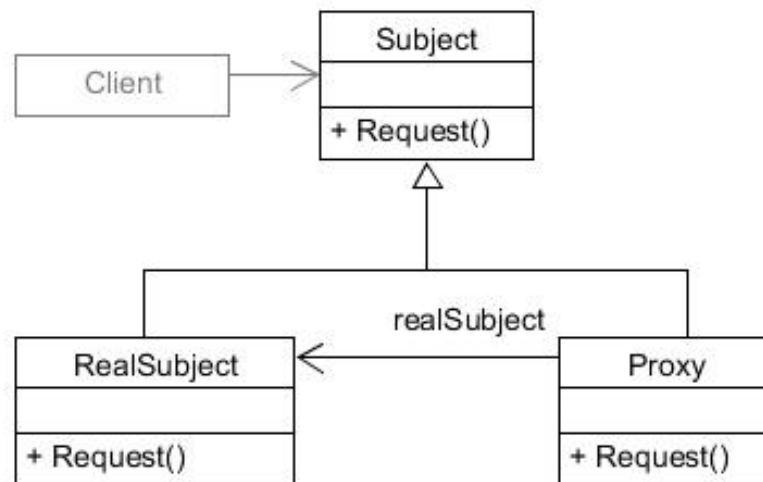 Subject
Client
+ Request()
realSubject
RealSubject
Proxy
+ Request()
+ Request()